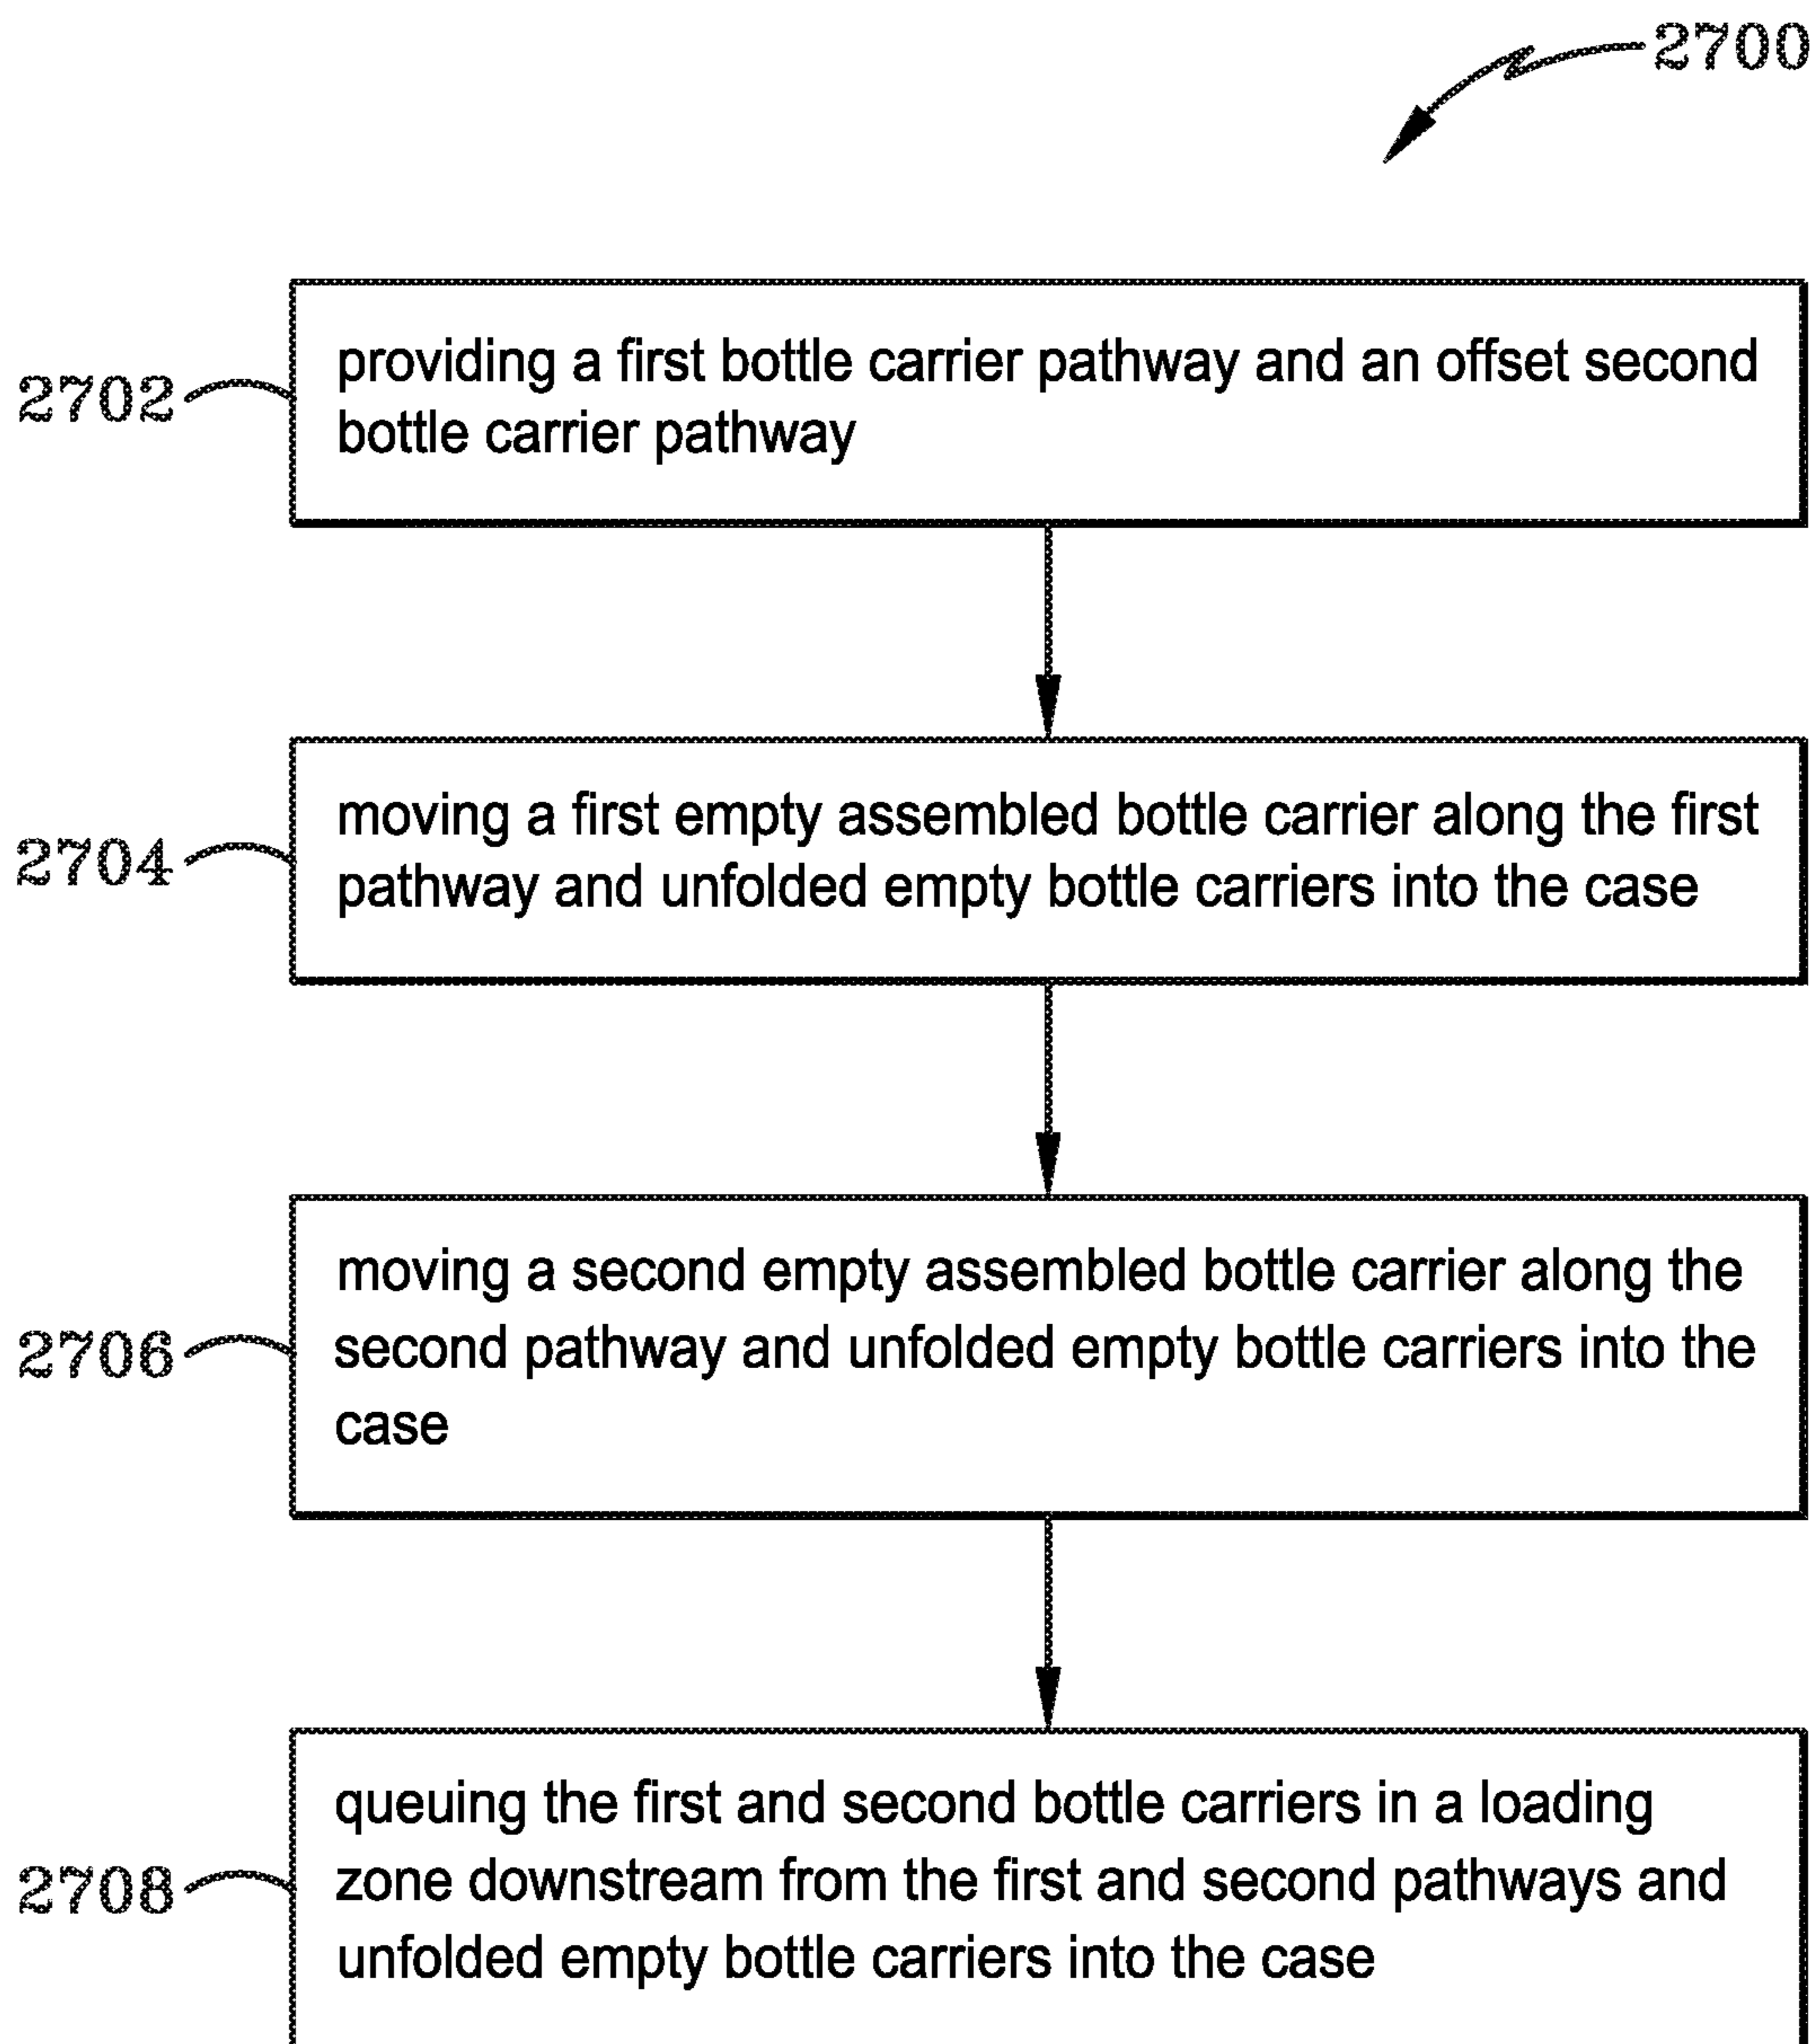 2700
2702
providing a first bottle carrier pathway and an offset second
bottle carrier pathway
2704
moving a first empty assembled bottle carrier along the first
pathway and unfolded empty bottle carriers into the case
2706
moving a second empty assembled bottle carrier along the
second pathway and unfolded empty bottle carriers into the
case
2708
queuing the first and second bottle carriers in a loading
zone downstream from the first and second pathways and
unfolded empty bottle carriers into the case